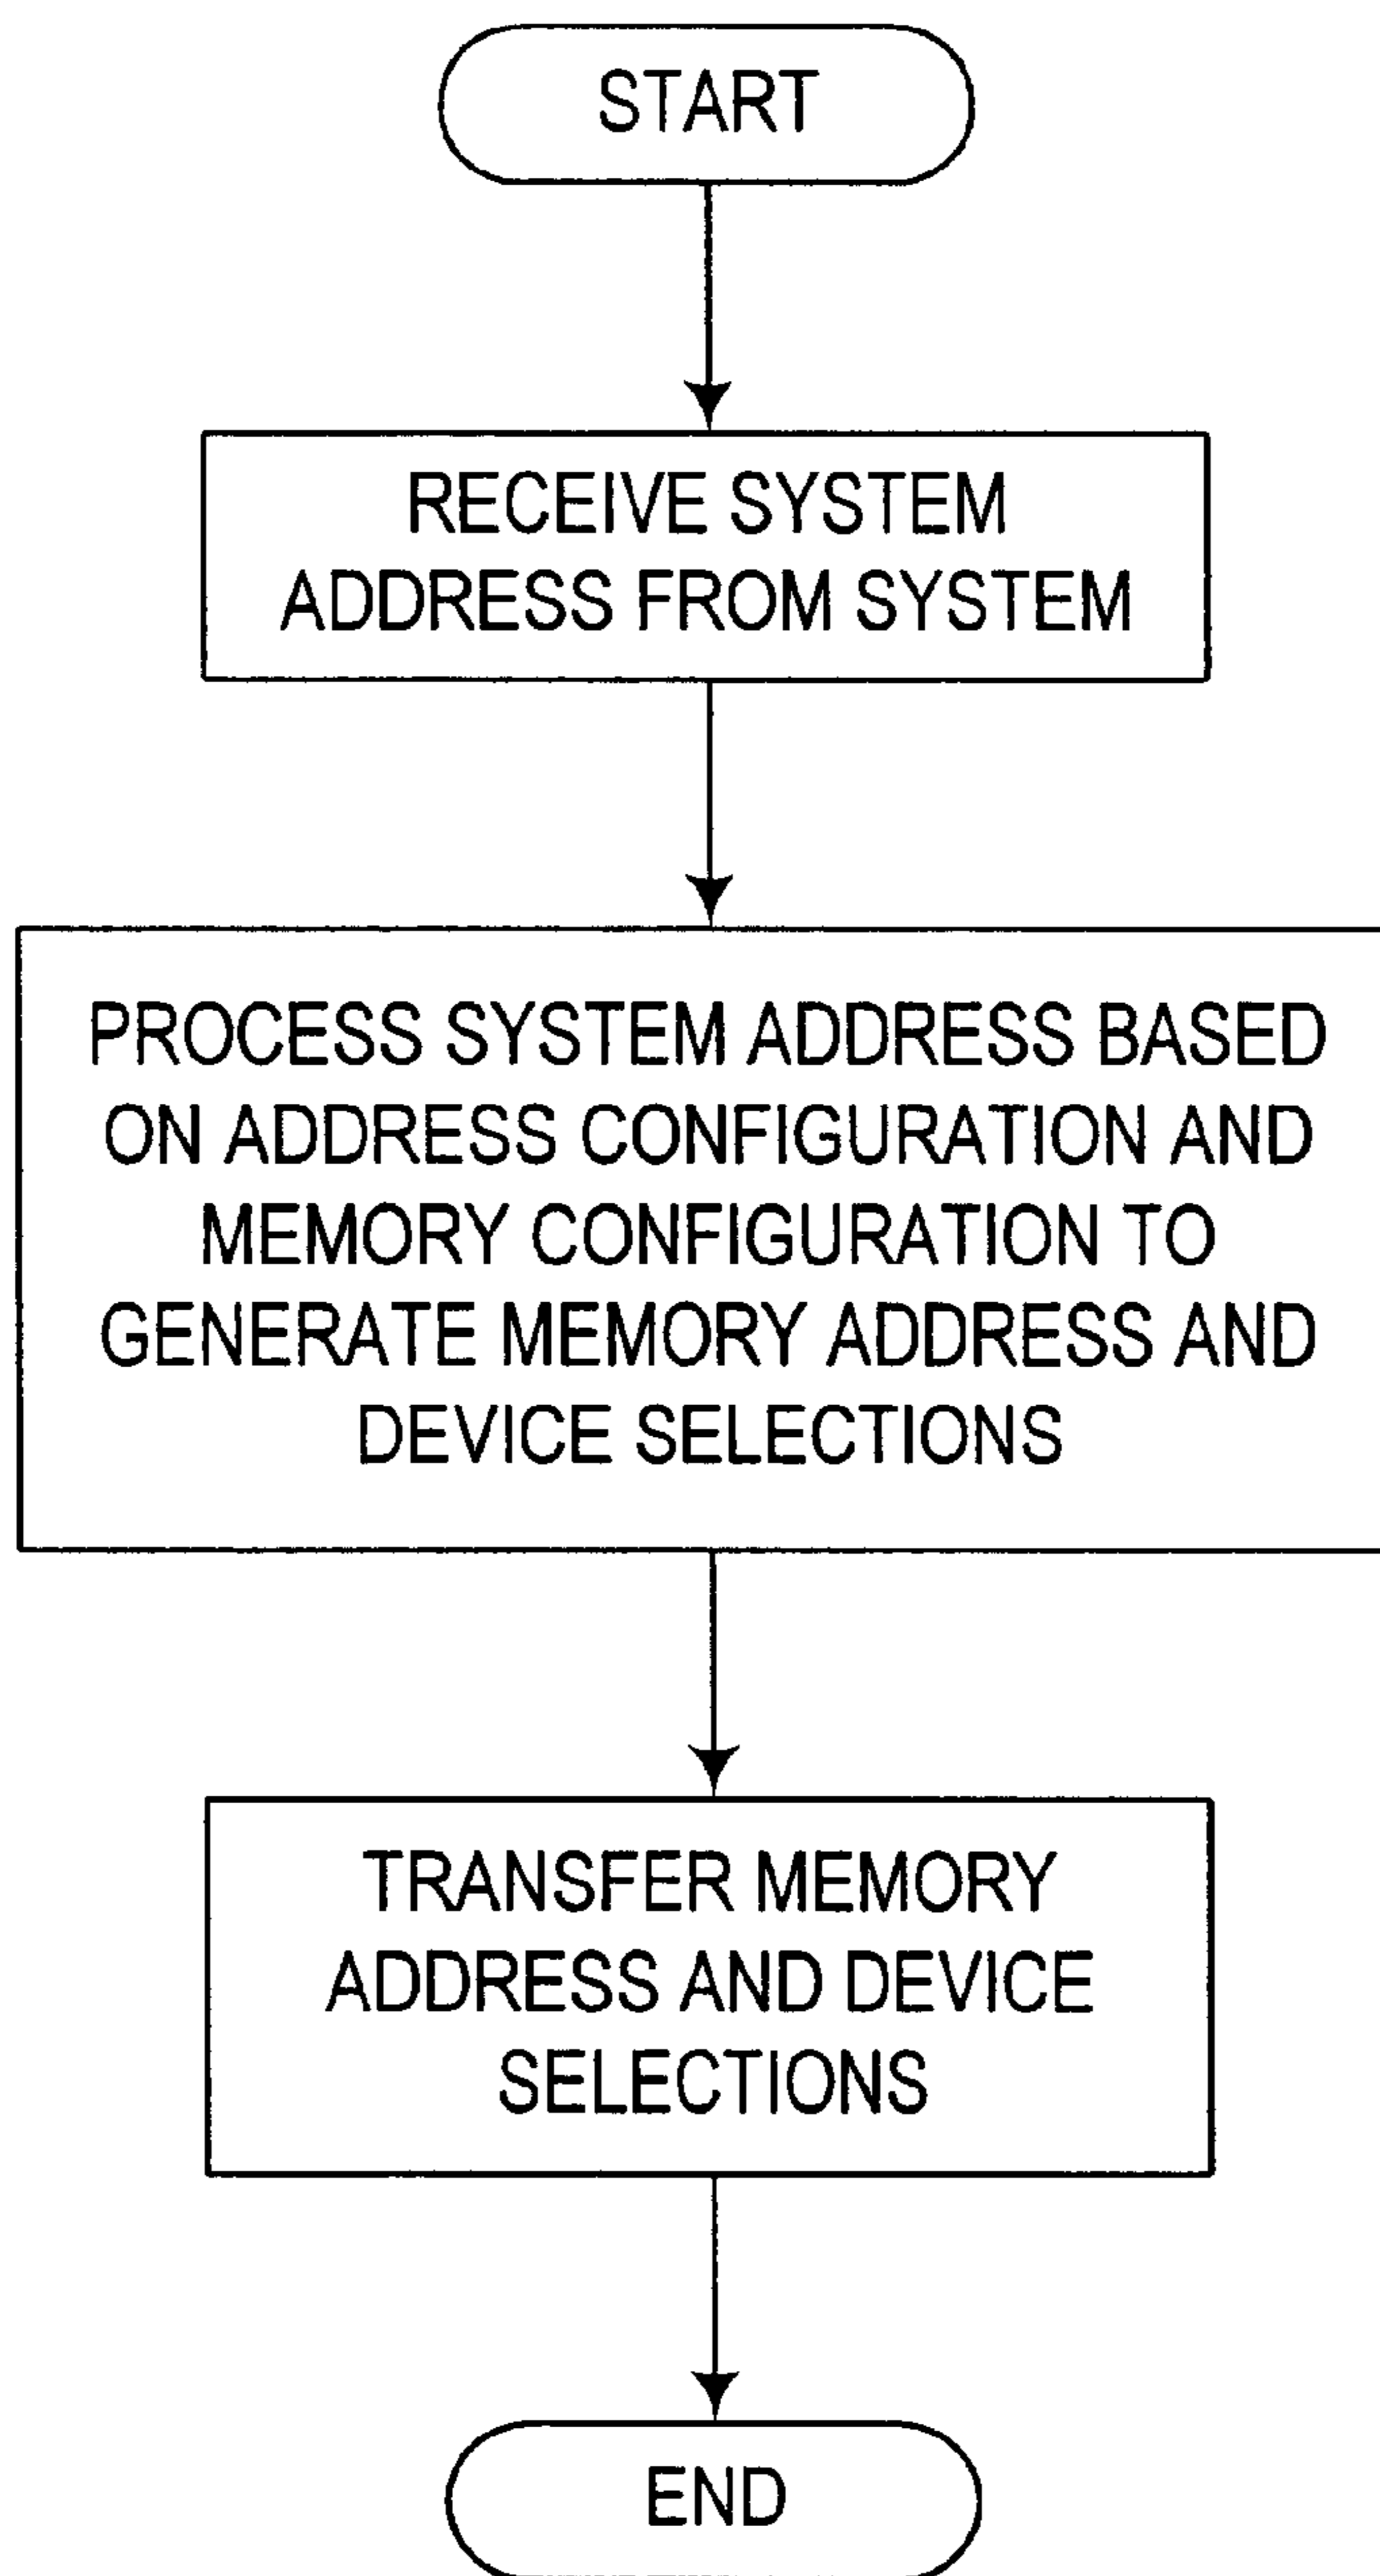 START
RECEIVE SYSTEM
ADDRESS FROM SYSTEM
PROCESS SYSTEM ADDRESS BASED
ON ADDRESS CONFIGURATION AND
MEMORY CONFIGURATION TO
GENERATE MEMORY ADDRESS AND
DEVICE SELECTIONS
TRANSFER MEMORY
ADDRESS AND DEVICE
SELECTIONS
END